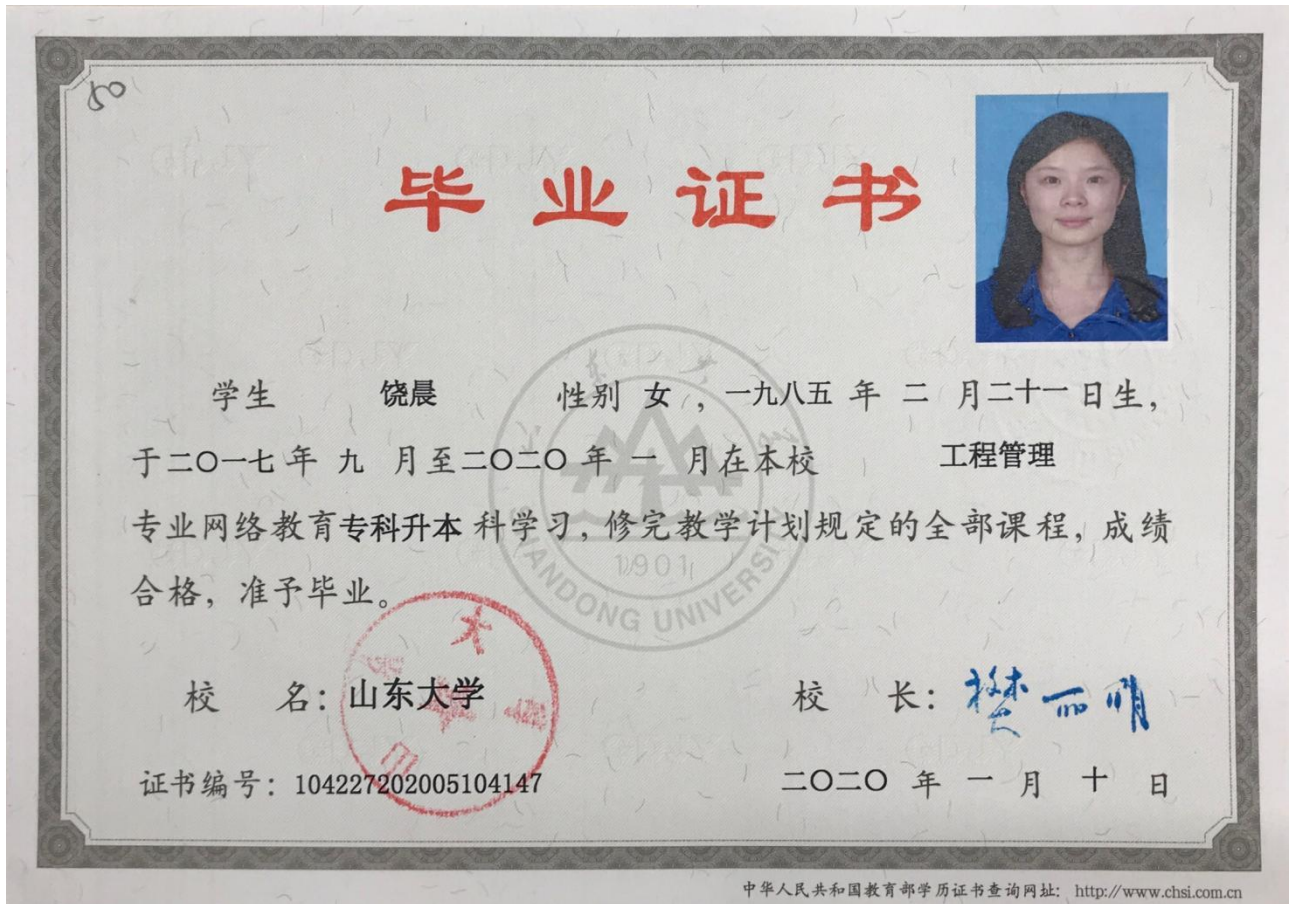 50
毕业证书
学生 饶晨 性别 女，一九八五 年 二 月二十一 日生，
于二〇一七 年 九 月至二〇二〇 年 一 月在本校 工程管理
专业网络教育专科升本 科学习，修完教学计划规定的全部课程，成绩
合格，准予毕业。
1901
SHANDONG UNIVERSITY
校 名：山东大学
校 长：樊丽明
证书编号：104227202005104147
二〇二〇 年 一 月 十 日
中华人民共和国教育部学历证书查询网址：http://www.chsi.com.cn